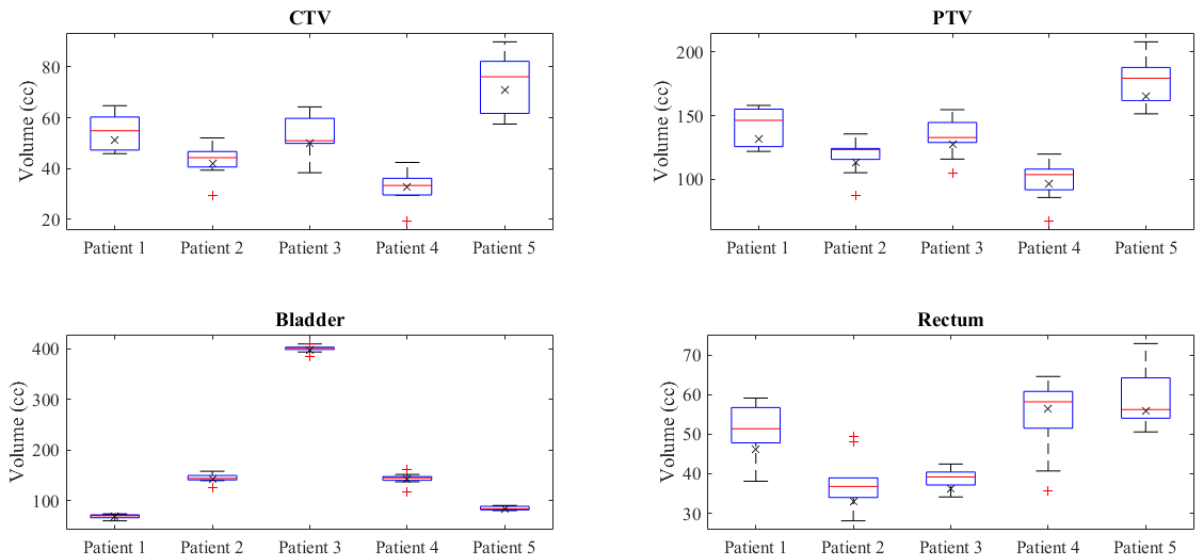 CTV
Volume (cc)
80
60
40
20
Patient 1 Patient 2 Patient 3 Patient 4 Patient 5
PTV
Volume (cc)
200
150
100
Patient 1 Patient 2 Patient 3 Patient 4 Patient 5
Bladder
Volume (cc)
400
300
200
100
Patient 1 Patient 2 Patient 3 Patient 4 Patient 5
Rectum
Volume (cc)
70
60
50
40
30
Patient 1 Patient 2 Patient 3 Patient 4 Patient 5